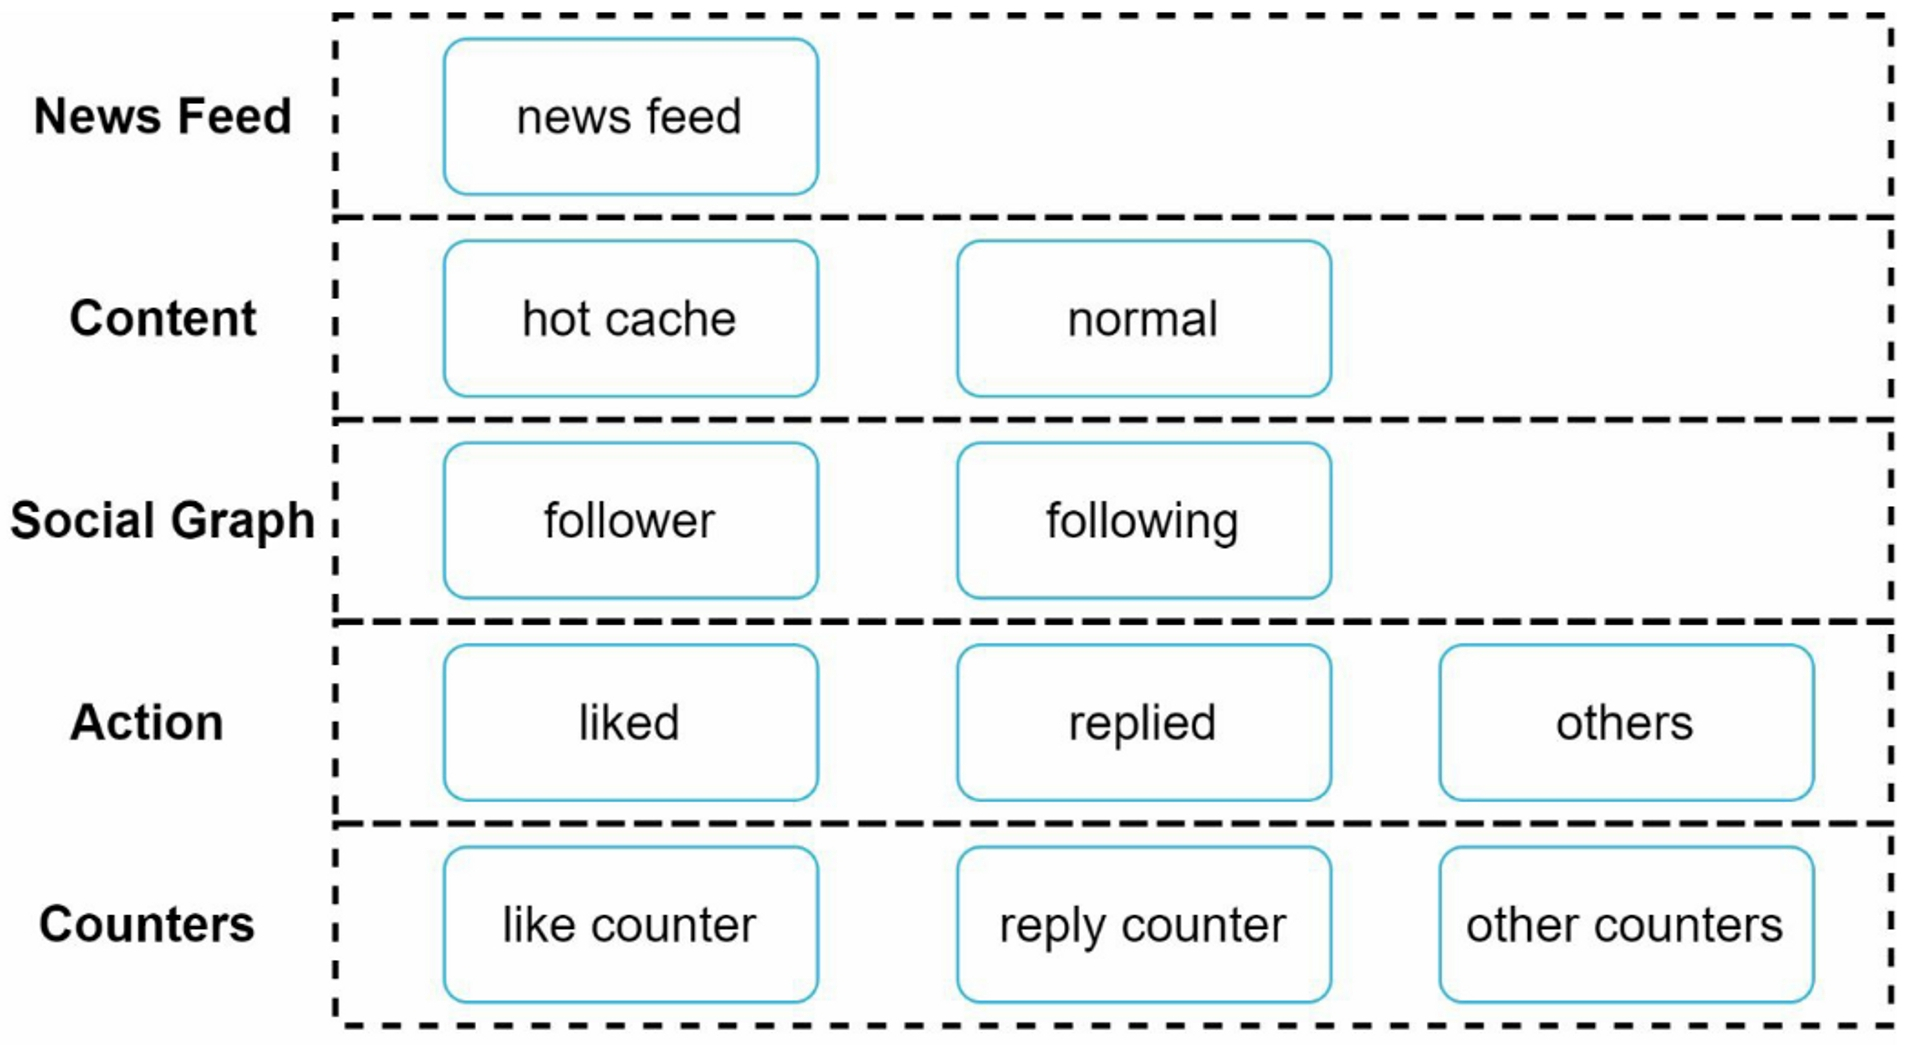 News Feed
news feed
Content
hot cache
normal
Social Graph
follower
following
Action
liked
replied
others
Counters
like counter
reply counter
other counters